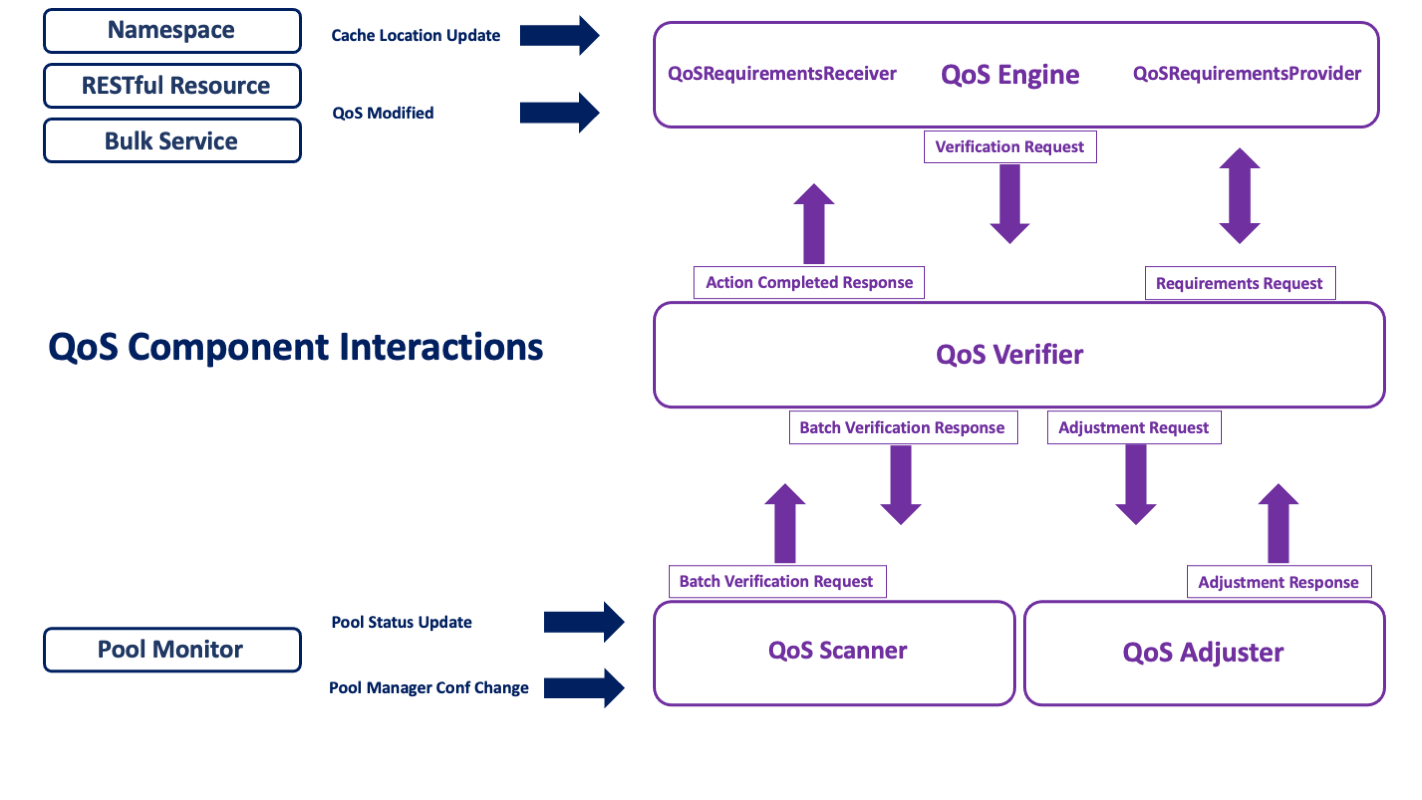 Namespace
Cache Location Update
RESTful Resource
QoS Modified
Bulk Service
QoSRequirementsReceiver
QoS Engine
QoSRequirementsProvider
Verification Request
Action Completed Response
Requirements Request
QoS Component Interactions
QoS Verifier
Batch Verification Response
Adjustment Request
Batch Verification Request
Adjustment Response
Pool Status Update
Pool Monitor
Pool Manager Conf Change
QoS Scanner
QoS Adjuster